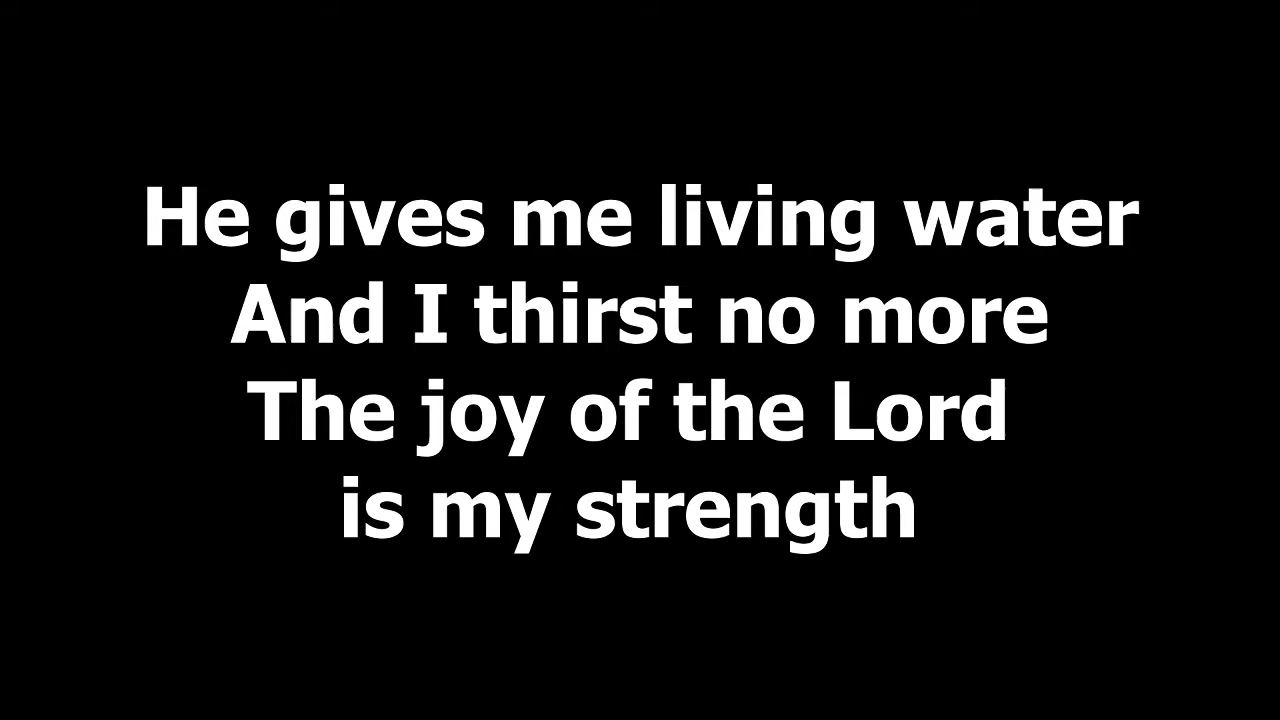 He gives me living water
And I thirst no more
The joy of the Lord
is my strength